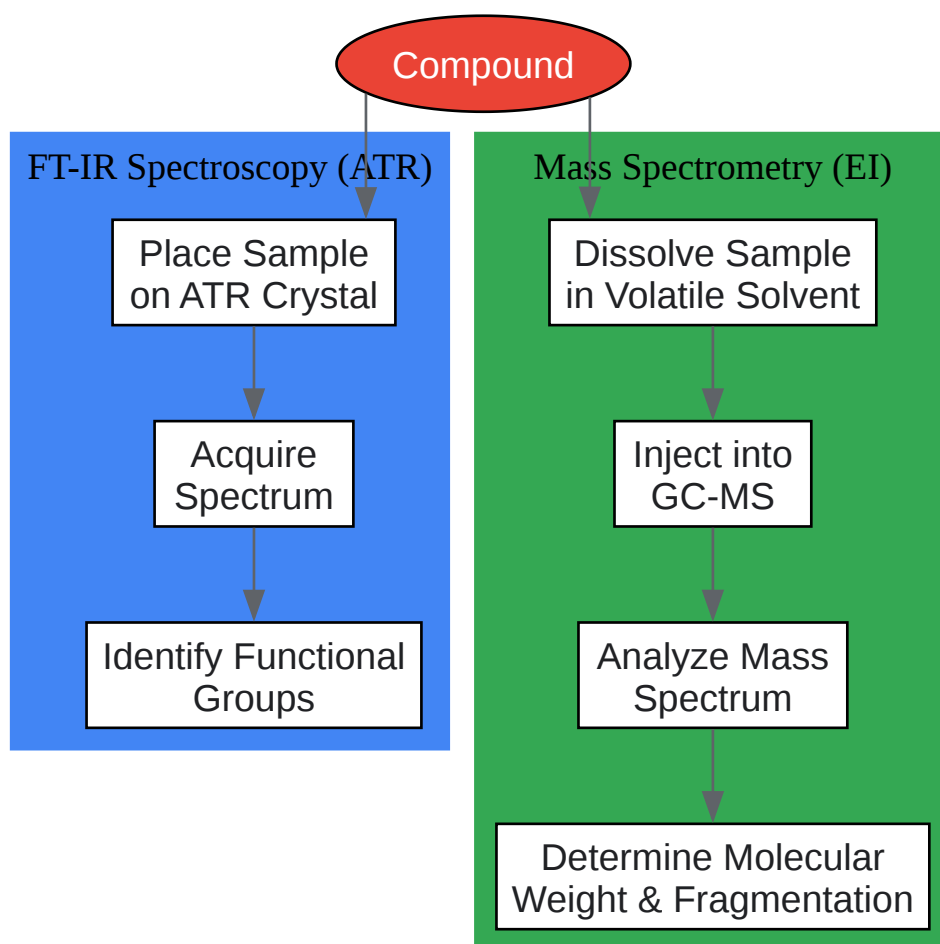 Compound
FT-IR Spectroscopy (ATR)
Place Sample
on ATR Crystal
Acquire
Spectrum
Identify Functional
Groups
Mass Spectrometry (EI)
Dissolve Sample
in Volatile Solvent
Inject into
GC-MS
Analyze Mass
Spectrum
Determine Molecular
Weight & Fragmentation